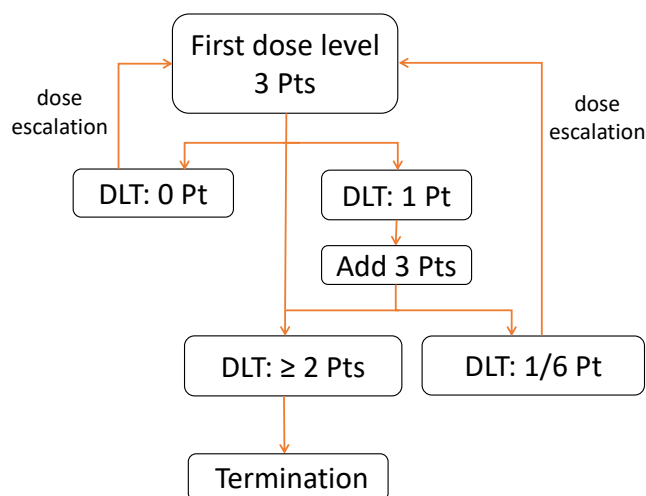 First dose level
3 Pts
dose
escalation
dose
escalation
DLT: 0 Pt
DLT: 1 Pt
Add 3 Pts
DLT: ≥ 2 Pts
DLT: 1/6 Pt
Termination